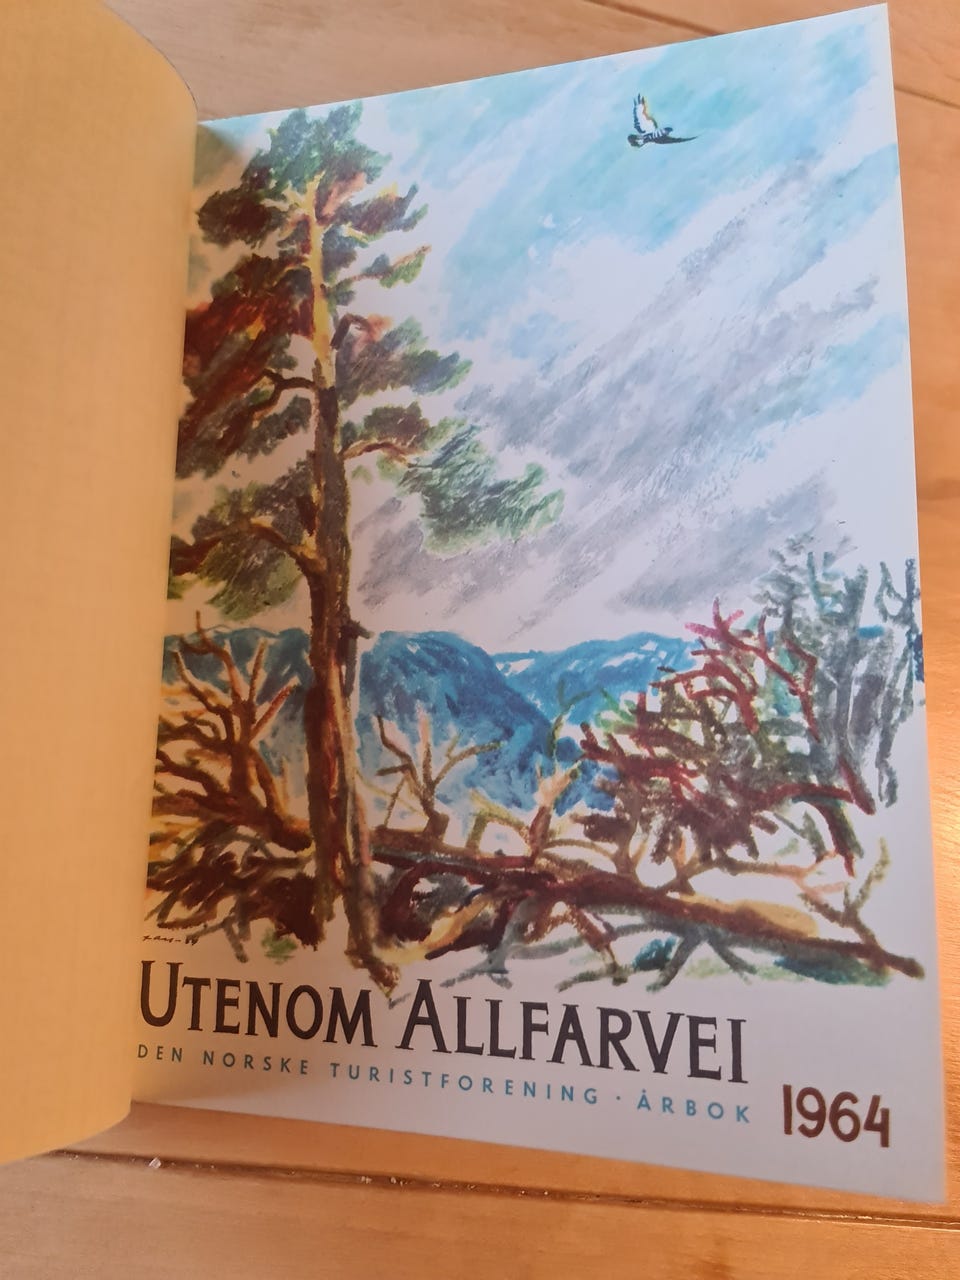 UTENOM ALLFARVEI
DEN NORSKE TURISTFORENING · ÅRBOK 1964